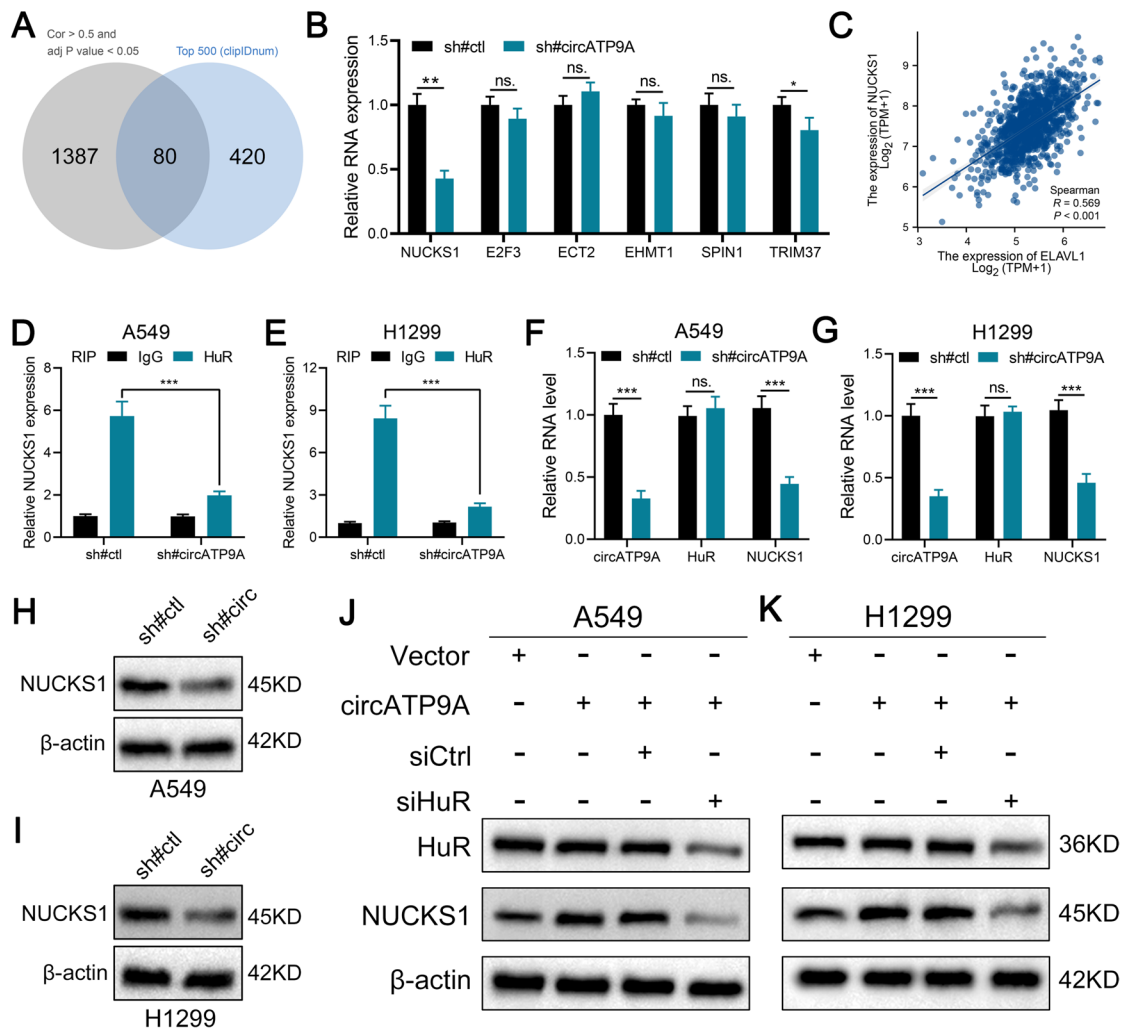 A
Cor > 0.5 and
adj P value < 0.05
Top 500 (clipIDnum)
1387
80
420
B
sh#ctl sh#circATP9A
Relative RNA expression
1.5
1.0
0.5
0.0
** ns. ns. ns. ns. *
NUCKS1 E2F3 ECT2 EHMT1 SPIN1 TRIM37
C
The expression of NUCKS1
Log2 (TPM+1)
9
8
7
6
5
Spearman
R = 0.569
P < 0.001
3 4 5 6
The expression of ELAVL1
Log2 (TPM+1)
D
A549
RIP IgG HuR
Relative NUCKS1 expression
8
6
4
2
0
***
sh#ctl sh#circATP9A
E
H1299
RIP IgG HuR
Relative NUCKS1 expression
12
9
6
3
0
***
sh#ctl sh#circATP9A
F
A549
sh#ctl sh#circATP9A
Relative RNA level
1.5
1.0
0.5
0.0
*** ns. ***
circATP9A HuR NUCKS1
G
H1299
sh#ctl sh#circATP9A
Relative RNA level
1.5
1.0
0.5
0.0
*** ns. ***
circATP9A HuR NUCKS1
H
sh#ctl sh#circ
NUCKS1 45KD
β-actin 42KD
A549
I
sh#ctl sh#circ
NUCKS1 45KD
β-actin 42KD
H1299
J K
A549 H1299
Vector + - - - + - - -
circATP9A - + + + - + + +
siCtrl - - + - - - + -
siHuR - - - + - - - +
HuR 36KD
NUCKS1 45KD
β-actin 42KD